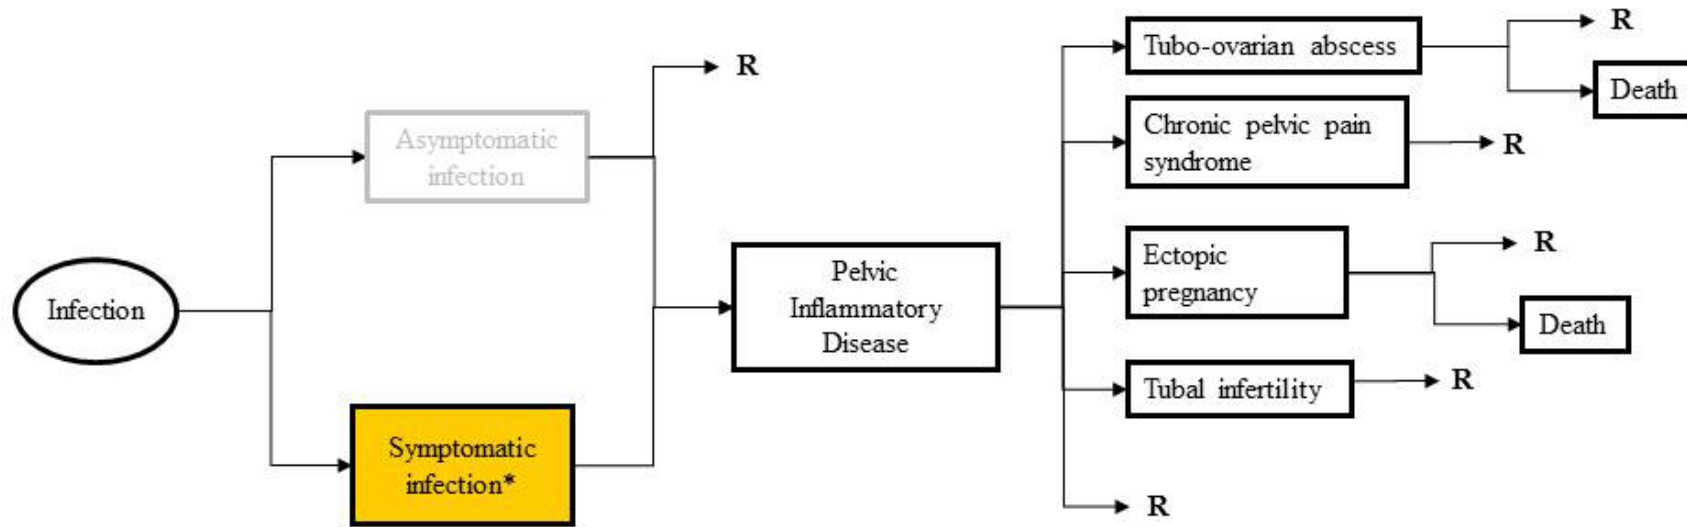 Infection
Asymptomatic
infection
Symptomatic
infection*
R
Pelvic
Inflammatory
Disease
Tubo-ovarian abscess
R
Death
Chronic pelvic pain
syndrome
R
Ectopic
pregnancy
R
Death
Tubal infertility
R
R